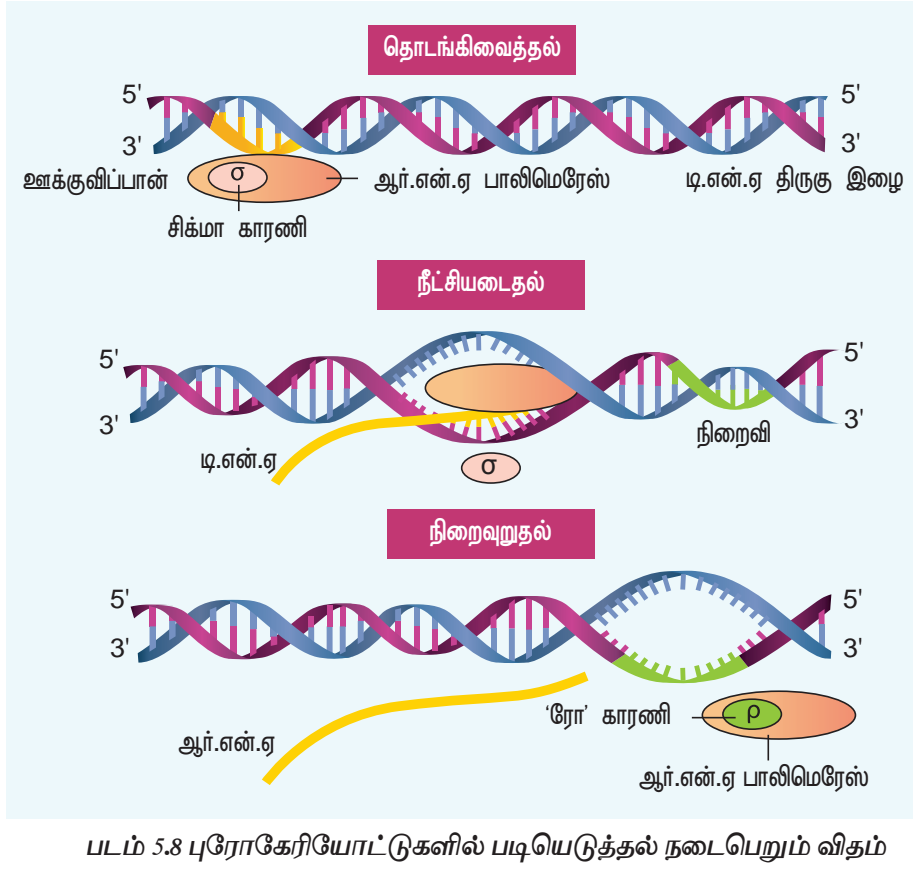 தொடங்கிவைத்தல்
5' 5'
3' 3'
ஊக்குவிப்பான் σ ஆர்.என்.ஏ பாலிமெரேஸ் டி.என்.ஏ திருகு இழை
சிக்மா காரணி
நீட்சியடைதல்
5' 5'
3' 3'
நிறைவி
டி.என்.ஏ σ
நிறைவுறுதல்
5' 5'
3' 3'
'ரோ' காரணி ρ
ஆர்.என்.ஏ
ஆர்.என்.ஏ பாலிமெரேஸ்
படம் 5.8 புரோகேரியோட்டுகளில் படியெடுத்தல் நடைபெறும் விதம்